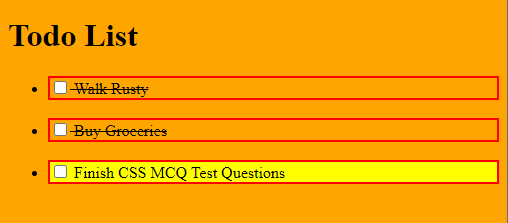 Todo List
Walk Rusty
Buy Groceries
Finish CSS MCQ Test Questions